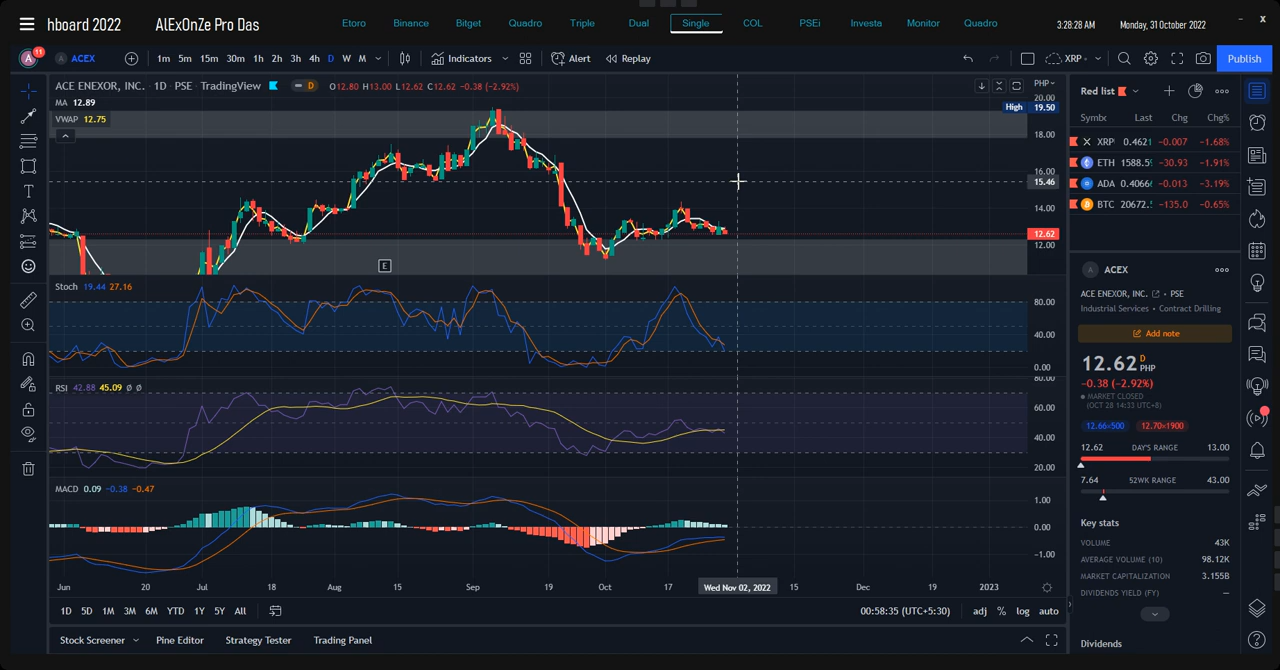 hboard 2022 AlExOnZe Pro Das
Etoro Binance Bitget Quadro Triple Dual Single COL PSEi Investa Monitor Quadro
3:28:28 AM Monday, 31 October 2022 X
A 11 A ACEX 1m 5m 15m 30m 1h 2h 3h 4h D W M Indicators Alert Replay XRP Publish
ACE ENEXOR, INC. · 1D · PSE · TradingView D O12.80 H13.00 L12.62 C12.62 -0.38 (-2.92%) PHP
MA 12.89
VWAP 12.75
20.00
High 19.50
18.00
16.00
15.46
14.00
12.62
12.00
E
Stoch 19.44 27.16
80.00
40.00
0.00
RSI 42.88 45.09 Ø Ø
80.00
60.00
40.00
20.00
MACD 0.09 -0.38 -0.47
1.00
0.00
-1.00
Jun 20 Jul 18 Aug 15 Sep 19 Oct 17 Wed Nov 02, 2022 15 Dec 19 2023
1D 5D 1M 3M 6M YTD 1Y 5Y All 00:58:35 (UTC+5:30) adj % log auto
Stock Screener Pine Editor Strategy Tester Trading Panel
Red list
Last Chg Chg%
XRP 0.4621 -0.007 -1.68%
ETH 1588.5 -30.93 -1.91%
ADA 0.4066 -0.013 -3.19%
BTC 20672. -135.0 -0.65%
A ACEX
ACE ENEXOR, INC. • PSE
Industrial Services • Contract Drilling
Add note
12.62 D PHP
-0.38 (-2.92%)
MARKET CLOSED
(OCT 28 14:33 UTC+8)
12.66×500 12.70×1900
12.62 DAY'S RANGE 13.00
7.64 52WK RANGE 43.00
Key stats
VOLUME 43K
AVERAGE VOLUME (10) 98.12K
MARKET CAPITALIZATION 3.155B
DIVIDENDS YIELD (FY) —
Dividends